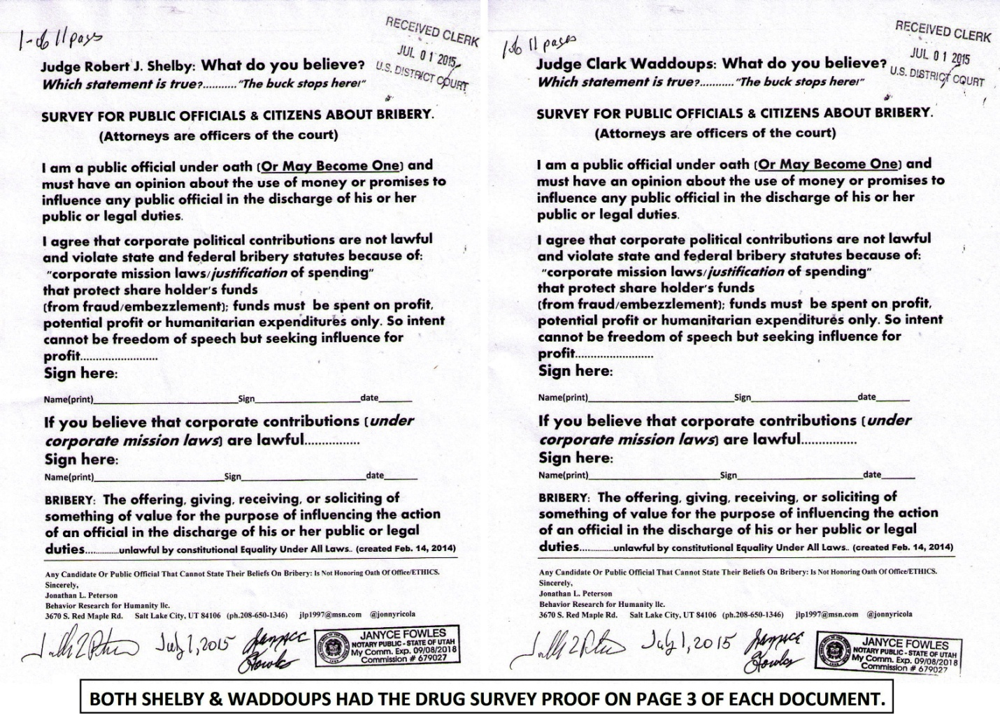 1 of 11 pages
RECEIVED CLERK
JUL 01 2015
U.S. DISTRICT COURT
Judge Robert J. Shelby: What do you believe?
Which statement is true?..........."The buck stops here!"
SURVEY FOR PUBLIC OFFICIALS & CITIZENS ABOUT BRIBERY.
(Attorneys are officers of the court)
I am a public official under oath (Or May Become One) and
must have an opinion about the use of money or promises to
influence any public official in the discharge of his or her
public or legal duties.
I agree that corporate political contributions are not lawful
and violate state and federal bribery statutes because of:
"corporate mission laws/justification of spending"
that protect share holder's funds
(from fraud/embezzlement); funds must be spent on profit,
potential profit or humanitarian expenditures only. So intent
cannot be freedom of speech but seeking influence for
profit........................
Sign here:
Name(print)____________________________Sign____________________date______
If you believe that corporate contributions (under
corporate mission laws) are lawful................
Sign here:
Name(print)__________________________Sign________________________date______
BRIBERY: The offering, giving, receiving, or soliciting of
something of value for the purpose of influencing the action
of an official in the discharge of his or her public or legal
duties................unlawful by constitutional Equality Under All Laws.. (created Feb. 14, 2014)
Any Candidate Or Public Official That Cannot State Their Beliefs On Bribery: Is Not Honoring Oath Of Office/ETHICS.
Sincerely,
Jonathan L. Peterson
Behavior Research for Humanity llc.
3670 S. Red Maple Rd. Salt Lake City, UT 84106 (ph.208-650-1346) jlp1997@msn.com @jonnyricola
July 1, 2015 Janyce
Fowles
JANYCE FOWLES
NOTARY PUBLIC - STATE OF UTAH
My Comm. Exp. 09/08/2018
Commission # 679027
1 of 11 pages
RECEIVED CLERK
JUL 01 2015
U.S. DISTRICT COURT
Judge Clark Waddoups: What do you believe?
Which statement is true?..........."The buck stops here!"
SURVEY FOR PUBLIC OFFICIALS & CITIZENS ABOUT BRIBERY.
(Attorneys are officers of the court)
I am a public official under oath (Or May Become One) and
must have an opinion about the use of money or promises to
influence any public official in the discharge of his or her
public or legal duties.
I agree that corporate political contributions are not lawful
and violate state and federal bribery statutes because of:
"corporate mission laws/justification of spending"
that protect share holder's funds
(from fraud/embezzlement); funds must be spent on profit,
potential profit or humanitarian expenditures only. So intent
cannot be freedom of speech but seeking influence for
profit........................
Sign here:
Name(print)____________________________Sign____________________date______
If you believe that corporate contributions (under
corporate mission laws) are lawful................
Sign here:
Name(print)__________________________Sign________________________date______
BRIBERY: The offering, giving, receiving, or soliciting of
something of value for the purpose of influencing the action
of an official in the discharge of his or her public or legal
duties................unlawful by constitutional Equality Under All Laws.. (created Feb. 14, 2014)
Any Candidate Or Public Official That Cannot State Their Beliefs On Bribery: Is Not Honoring Oath Of Office/ETHICS.
Sincerely,
Jonathan L. Peterson
Behavior Research for Humanity llc.
3670 S. Red Maple Rd. Salt Lake City, UT 84106 (ph.208-650-1346) jlp1997@msn.com @jonnyricola
July 1, 2015 Janyce
Fowles
JANYCE FOWLES
NOTARY PUBLIC - STATE OF UTAH
My Comm. Exp. 09/08/2018
Commission # 679027
BOTH SHELBY & WADDOUPS HAD THE DRUG SURVEY PROOF ON PAGE 3 OF EACH DOCUMENT.